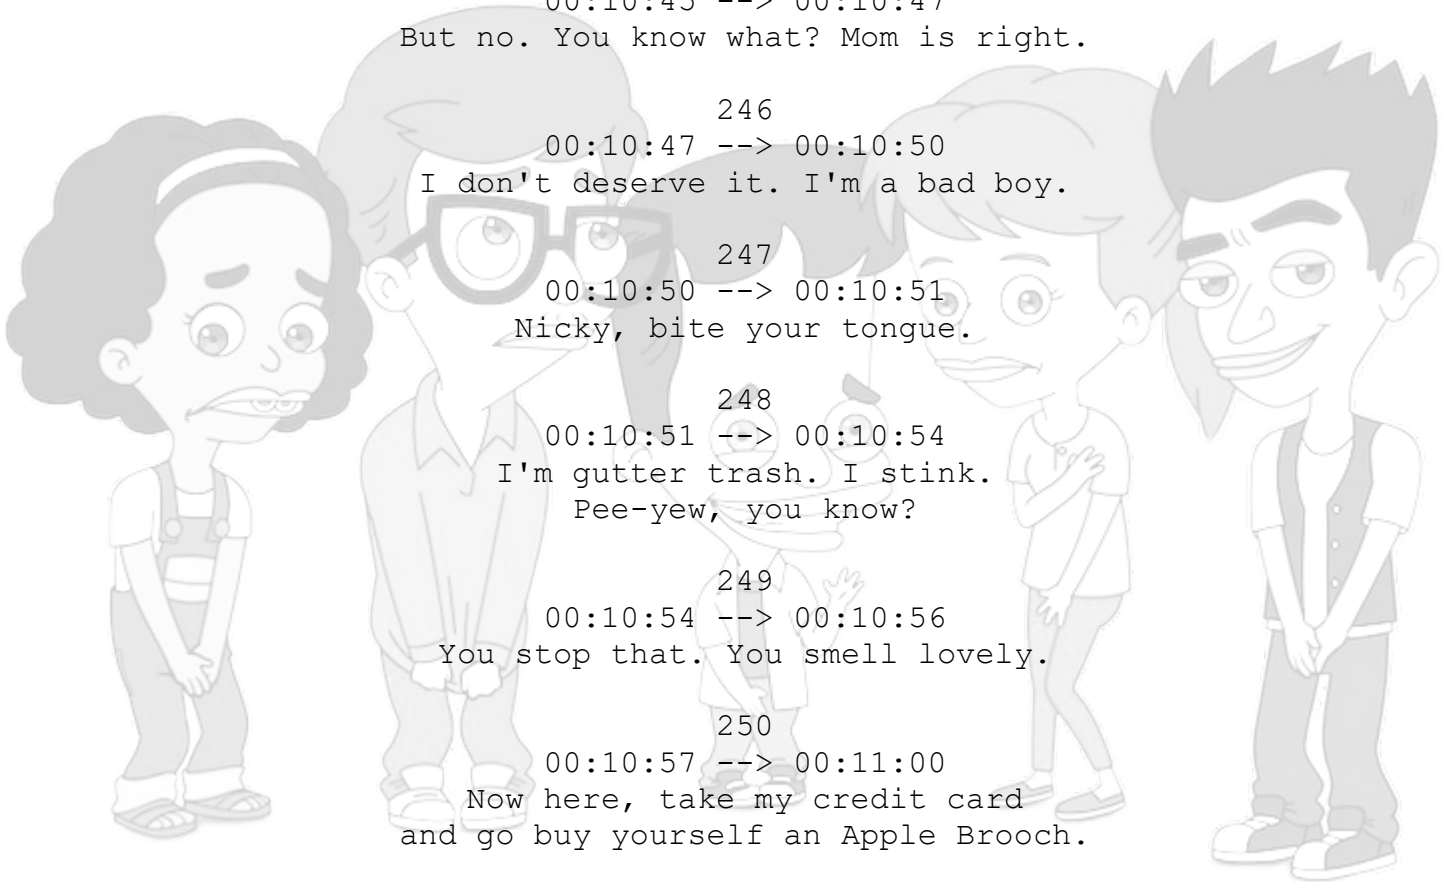 00:10:45 --> 00:10:47
But no. You know what? Mom is right.
246
00:10:47 --> 00:10:50
I don't deserve it. I'm a bad boy.
247
00:10:50 --> 00:10:51
Nicky, bite your tongue.
248
00:10:51 --> 00:10:54
I'm gutter trash. I stink.
Pee-yew, you know?
249
00:10:54 --> 00:10:56
You stop that. You smell lovely.
250
00:10:57 --> 00:11:00
Now here, take my credit card
and go buy yourself an Apple Brooch.